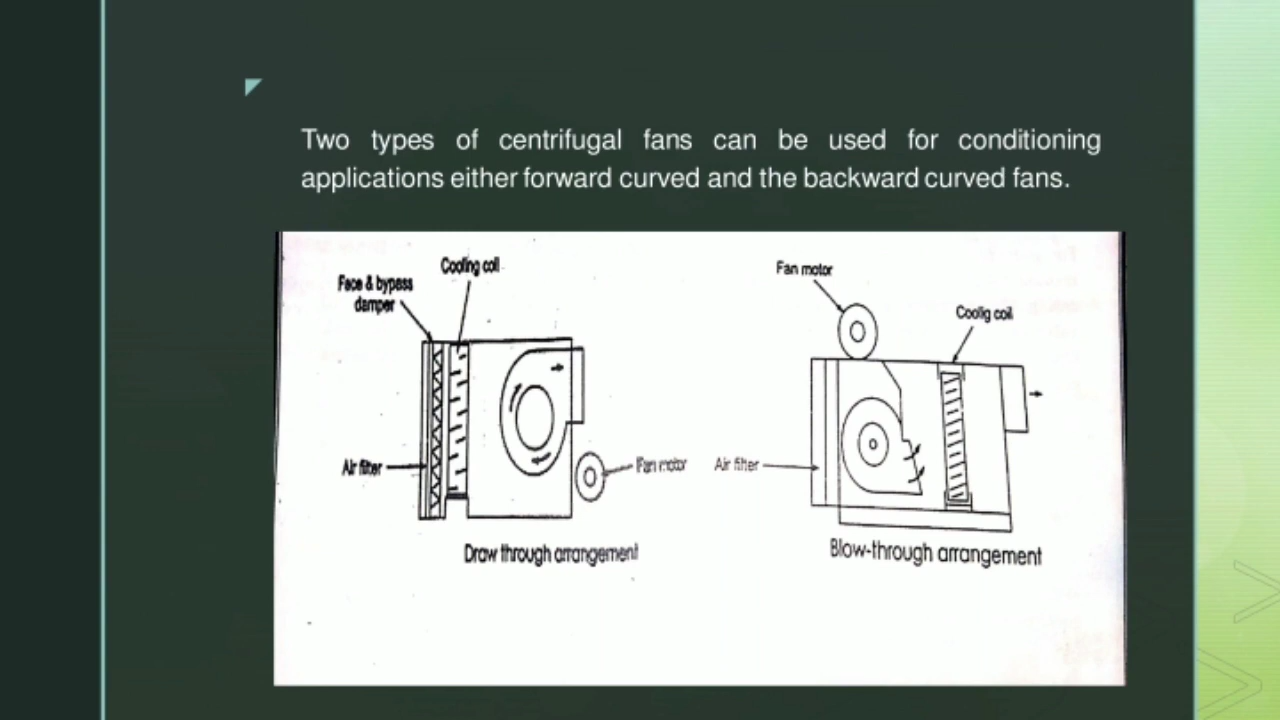 Two types of centrifugal fans can be used for conditioning
applications either forward curved and the backward curved fans.
Cooling coil
Face & bypass
damper
Air filter
Fan motor
Draw through arrangement
Fan motor
Coolig coil
Air filter
Blow-through arrangement